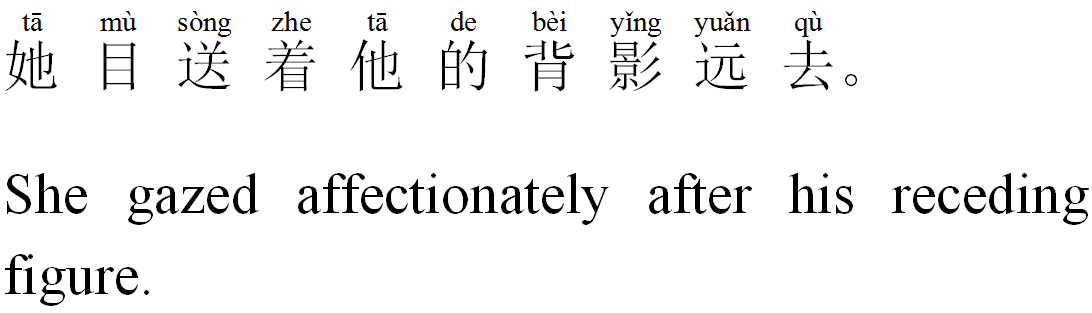 tā mù sòng zhe tā de bèi yǐng yuǎn qù
她目送着他的背影远去。
She gazed affectionately after his receding
figure.